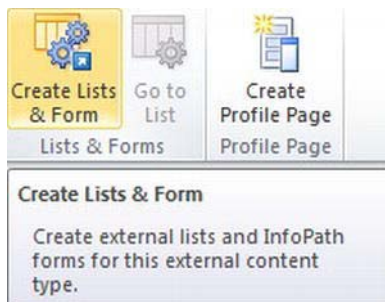 Create Lists Go to Create
& Form List Profile Page
Lists & Forms Profile Page
Create Lists & Form
Create external lists and InfoPath
forms for this external content
type.